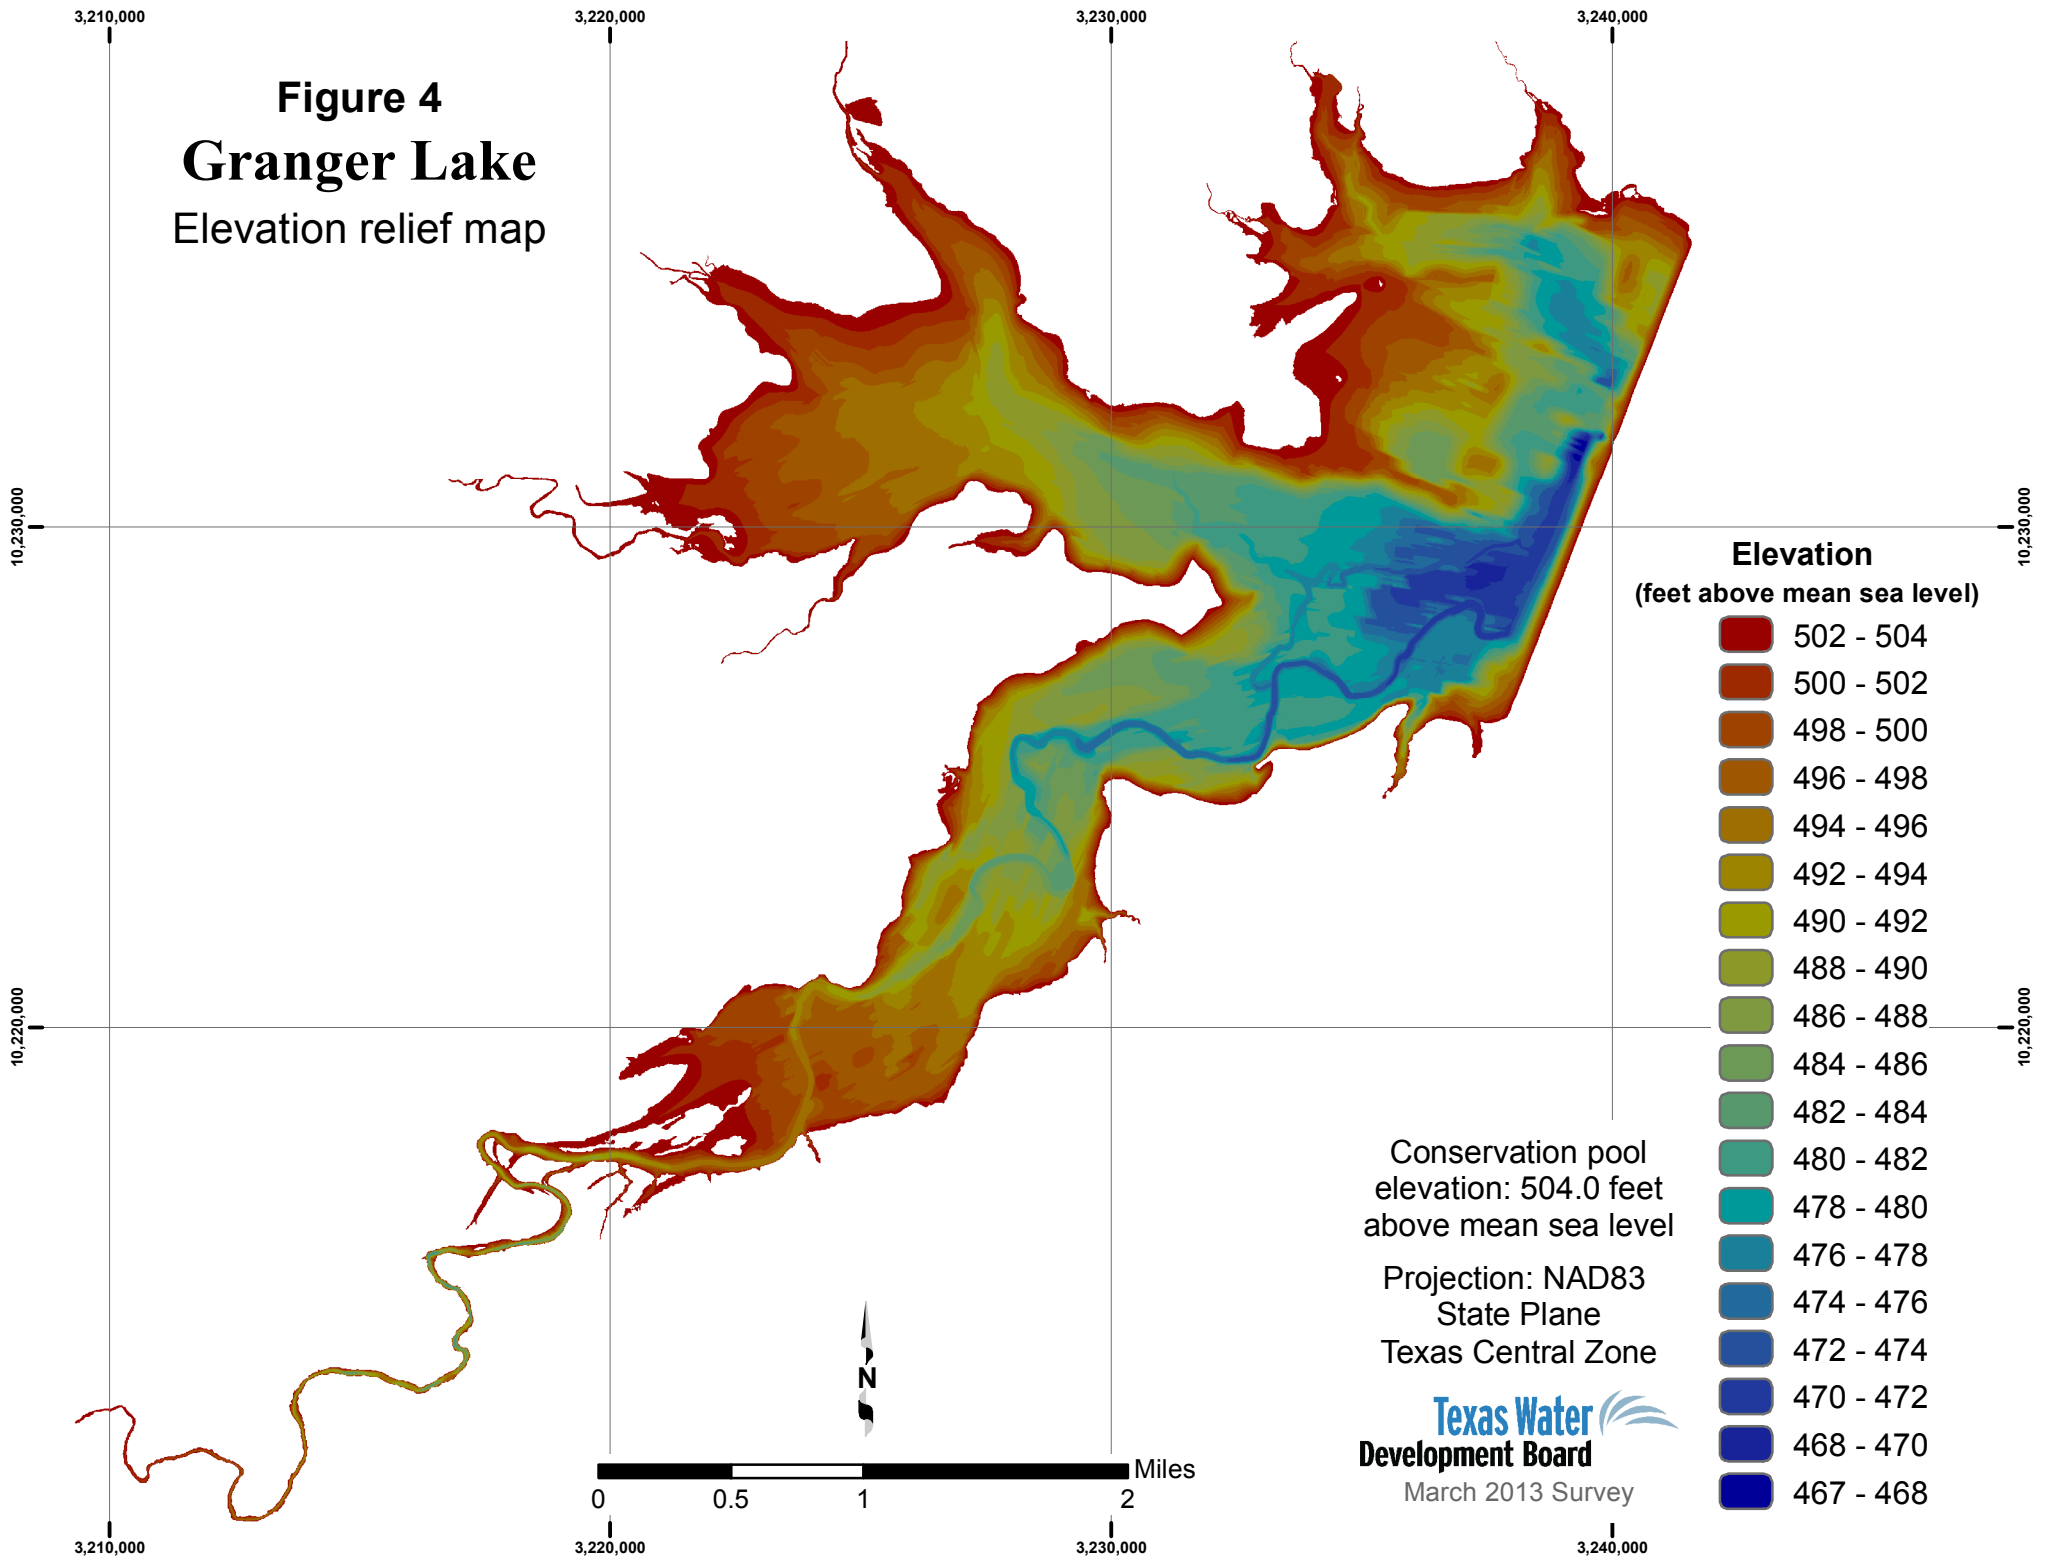 3,210,000
3,220,000
3,230,000
3,240,000
Figure 4
Granger Lake
Elevation relief map
10,230,000
10,230,000
10,220,000
10,220,000
Elevation
(feet above mean sea level)
502 - 504
500 - 502
498 - 500
496 - 498
494 - 496
492 - 494
490 - 492
488 - 490
486 - 488
484 - 486
482 - 484
480 - 482
478 - 480
476 - 478
474 - 476
472 - 474
470 - 472
468 - 470
467 - 468
Conservation pool
elevation: 504.0 feet
above mean sea level
Projection: NAD83
State Plane
Texas Central Zone
Texas Water
Development Board
March 2013 Survey
N
Miles
0
0.5
1
2
3,210,000
3,220,000
3,230,000
3,240,000